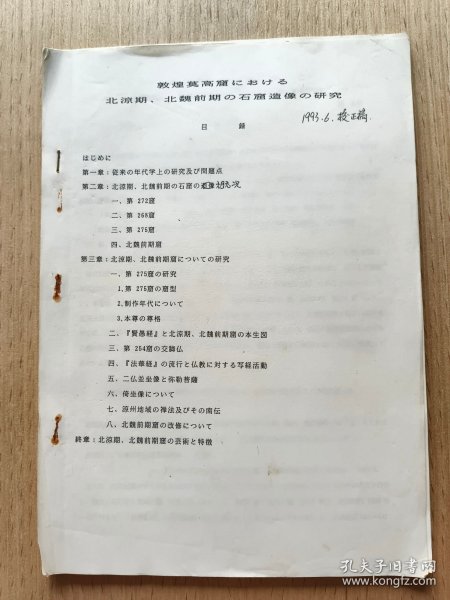 敦煌莫高窟における
北涼期、北魏前期の石窟造像の研究
1993.6.校正稿
目 録
はじめに
第一章:従来の年代学上の研究及び問題点
第二章:北涼期、北魏前期の石窟の
一、第 272窟
二、第 268窟
三、第 275窟
四、北魏前期窟
第三章:北涼期、北魏前期窟についての研究
一、第 275窟の研究
1.第 275窟の窟型
2.制作年代について
3.本尊の尊格
二、『賢愚経』と北涼期、北魏前期窟の本生図
三、第 254窟の交脚仏
四、『法華経』の流行と仏教に対する写経活動
五、二仏並坐像と弥勒菩薩
六、倚坐像について
七、涼州地域の禅法及びその南伝
八、北魏前期窟の改修について
終章:北涼期、北魏前期窟の芸術と特徴
孔夫子旧书网
www.kongfz.com